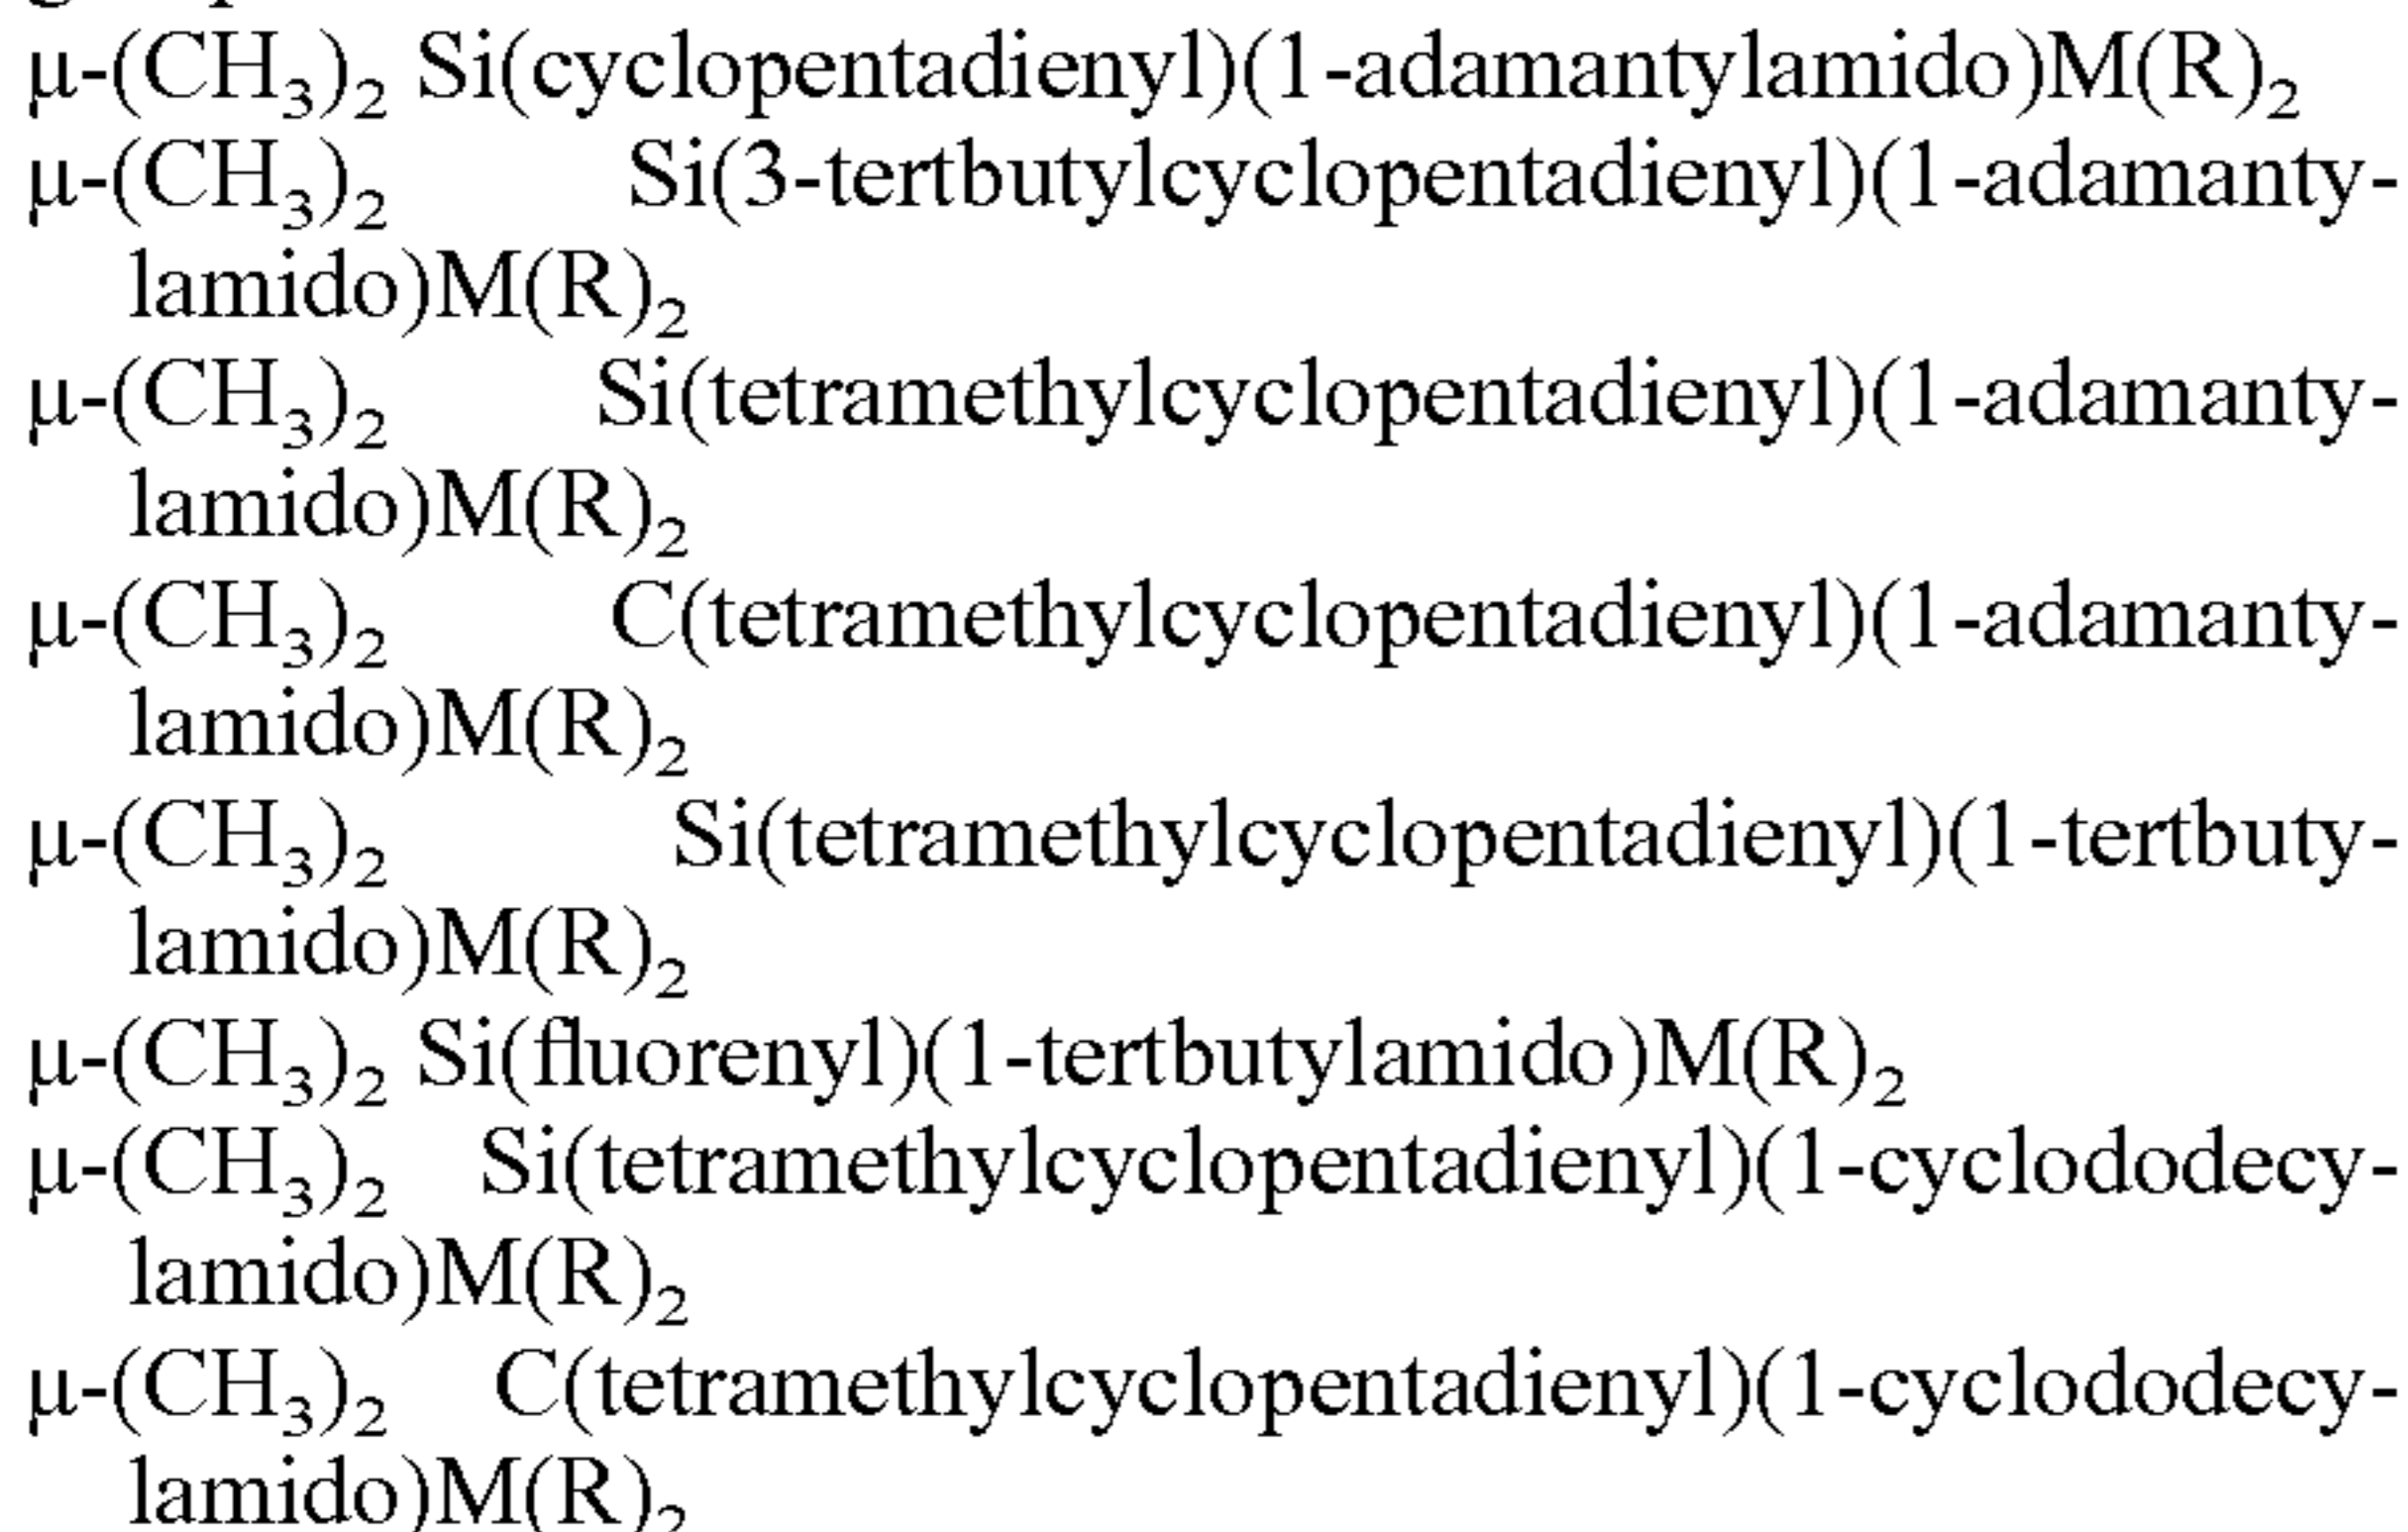 μ-(CH₃)₂ Si(cyclopentadienyl)(1-adamantylamido)M(R)₂
μ-(CH₃)₂ Si(3-tertbutylcyclopentadienyl)(1-adamanty-
lamido)M(R)₂
μ-(CH₃)₂ Si(tetramethylcyclopentadienyl)(1-adamanty-
lamido)M(R)₂
μ-(CH₃)₂ C(tetramethylcyclopentadienyl)(1-adamanty-
lamido)M(R)₂
μ-(CH₃)₂ Si(tetramethylcyclopentadienyl)(1-tertbuty-
lamido)M(R)₂
μ-(CH₃)₂ Si(fluorenyl)(1-tertbutylamido)M(R)₂
μ-(CH₃)₂ Si(tetramethylcyclopentadienyl)(1-cyclododecy-
lamido)M(R)₂
μ-(CH₃)₂ C(tetramethylcyclopentadienyl)(1-cyclododecy-
lamido)M(R)₂